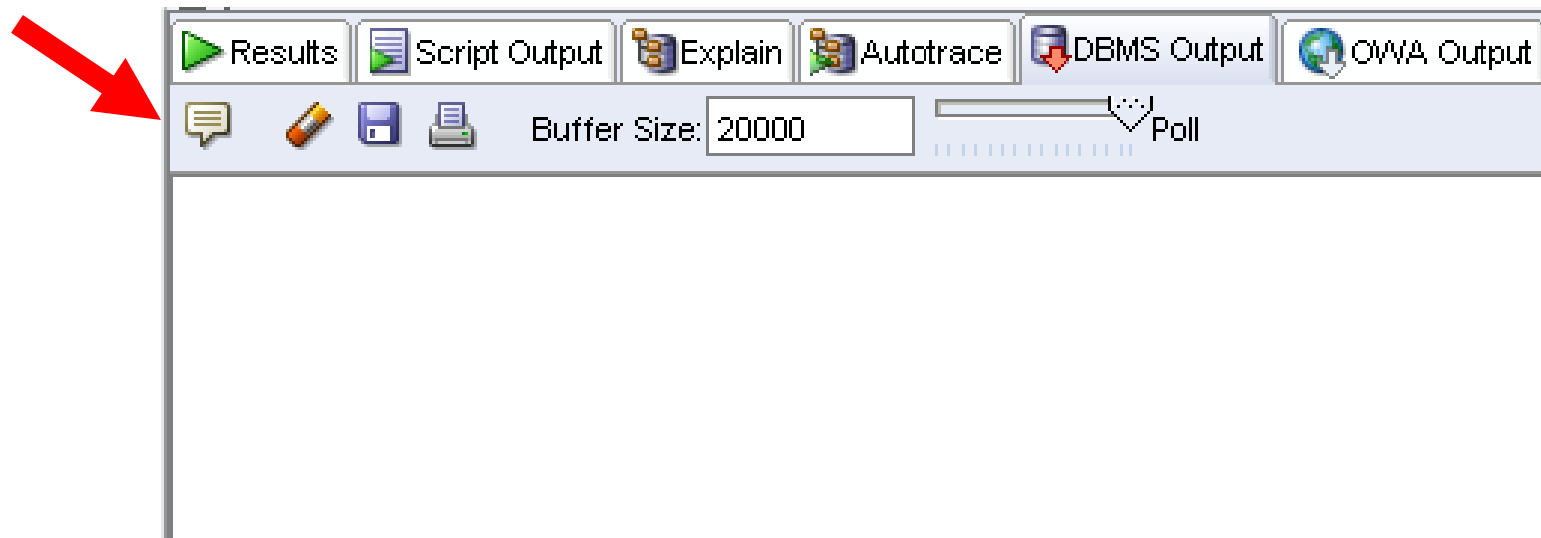 Results Script Output Explain Autotrace DBMS Output OWA Output
Buffer Size: 20000 Poll